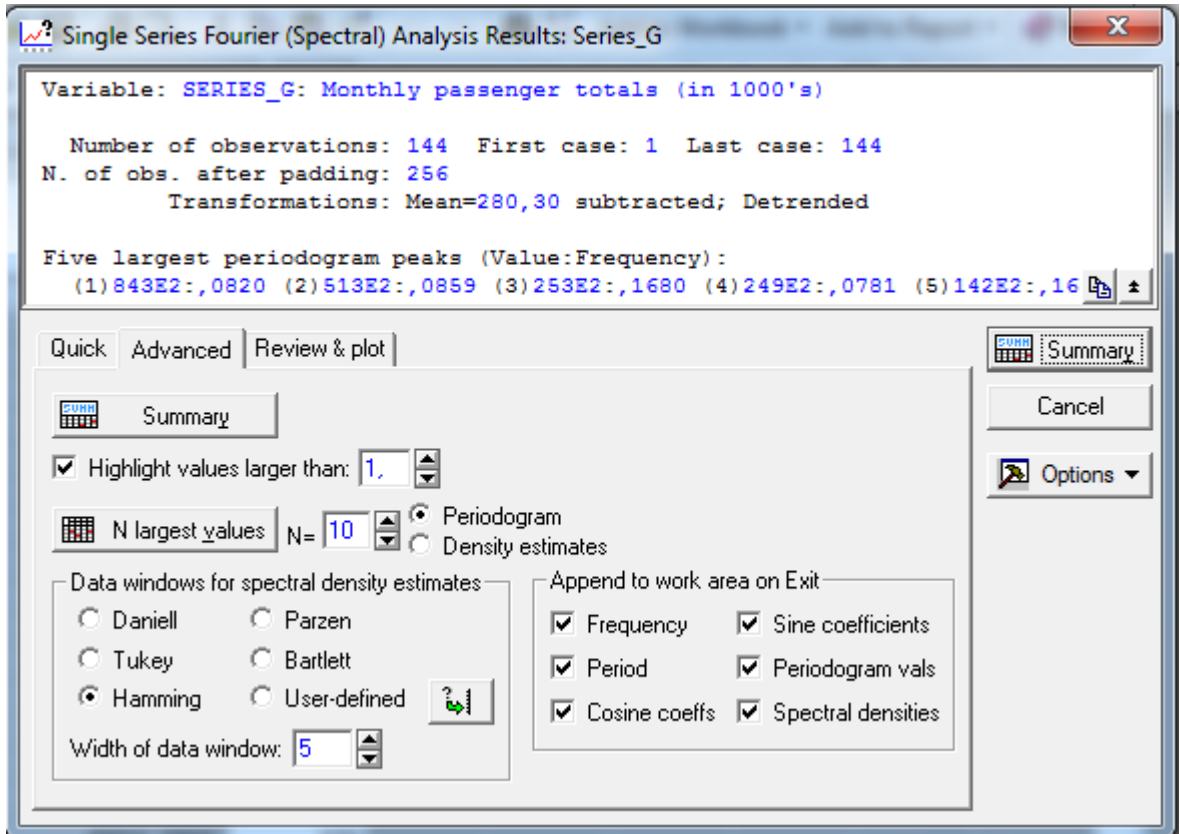 Single Series Fourier (Spectral) Analysis Results: Series_G
Variable: SERIES_G: Monthly passenger totals (in 1000's)
Number of observations: 144 First case: 1 Last case: 144
N. of obs. after padding: 256
Transformations: Mean=280,30 subtracted; Detrended
Five largest periodogram peaks (Value:Frequency):
(1)843E2:,0820 (2)513E2:,0859 (3)253E2:,1680 (4)249E2:,0781 (5)142E2:,16
Quick Advanced Review & plot
Summary
Cancel
Options
Summary
Highlight values larger than: 1,
N largest values N= 10
Periodogram
Density estimates
Data windows for spectral density estimates
Daniell Parzen
Tukey Bartlett
Hamming User-defined
Width of data window: 5
Append to work area on Exit
Frequency Sine coefficients
Period Periodogram vals
Cosine coeffs Spectral densities